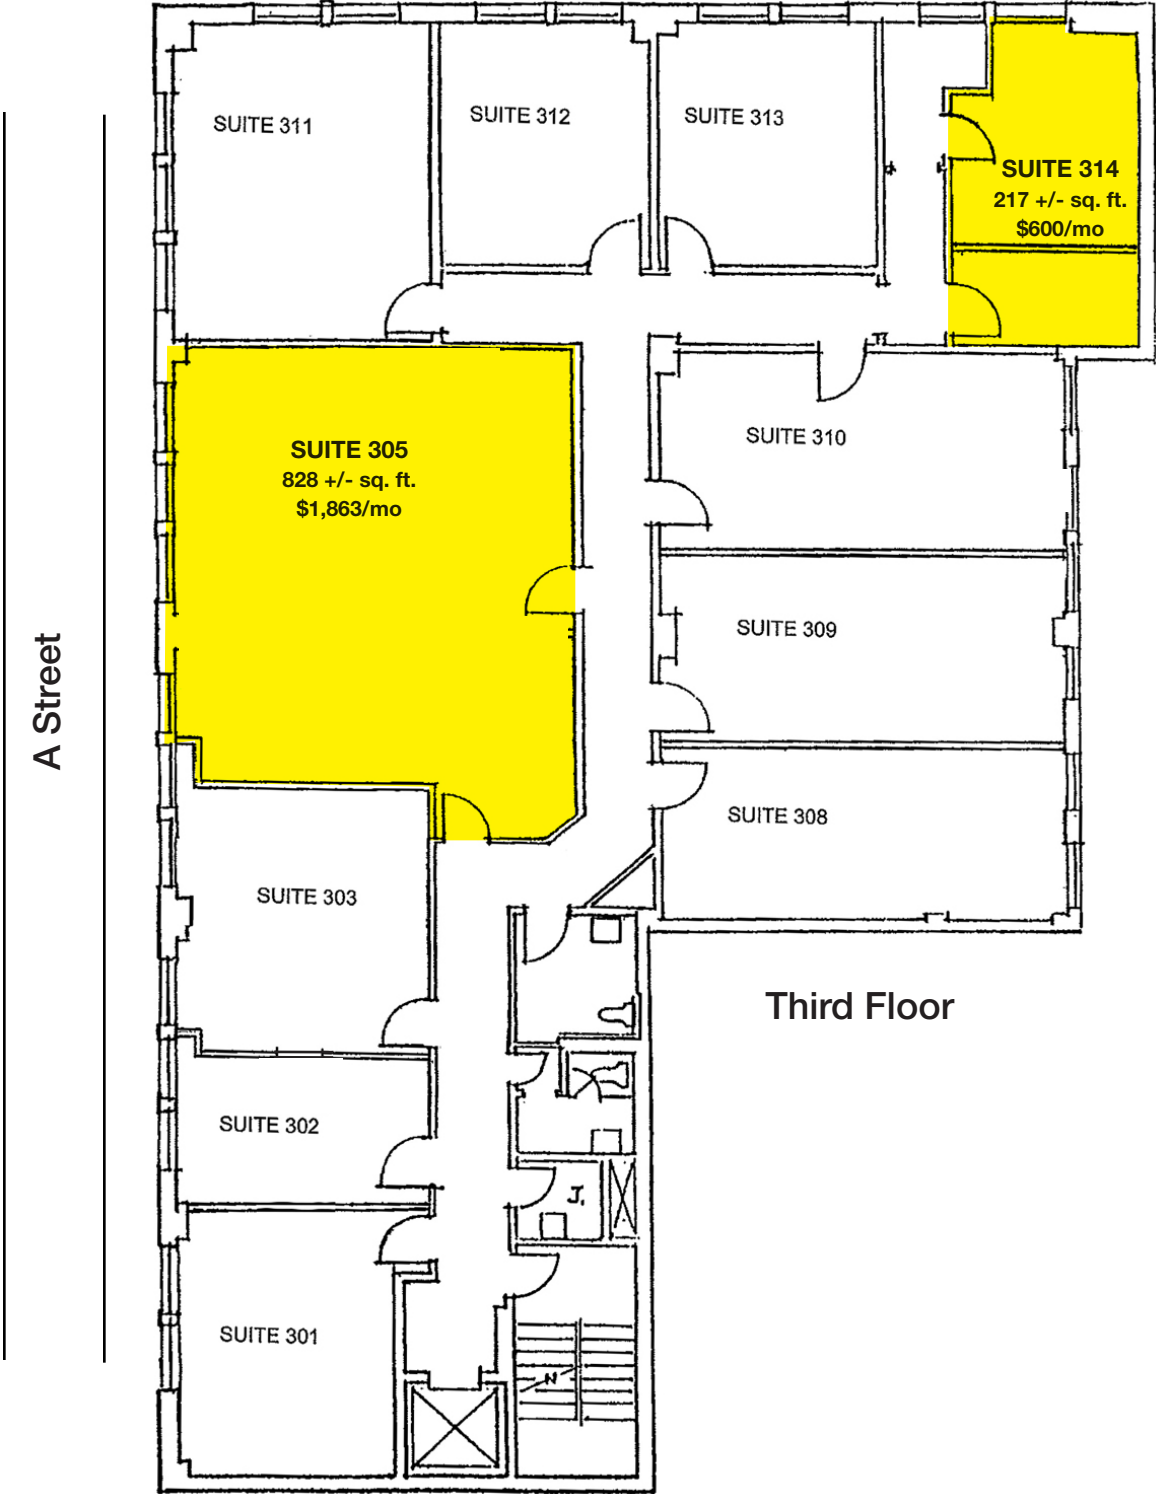 SUITE 311
SUITE 312
SUITE 313
SUITE 314
217 +/- sq. ft.
$600/mo
SUITE 305
828 +/- sq. ft.
$1,863/mo
SUITE 310
SUITE 309
SUITE 308
A Street
SUITE 303
Third Floor
SUITE 302
J.
SUITE 301
N